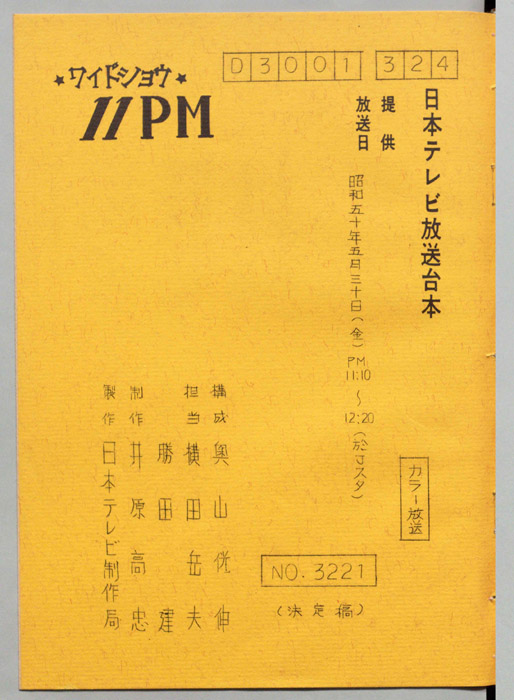 ★ワイドショウ★
11PM
D3001 324
日本テレビ放送台本
提供
放送日
昭和五十年五月三十日(金)PM 11:10~12:20(於Jスタ)
カラー放送
NO. 3221
(決定稿)
構成 奥山侊伸
担当 横田岳夫
勝田建
制作 井原高忠
製作 日本テレビ制作局